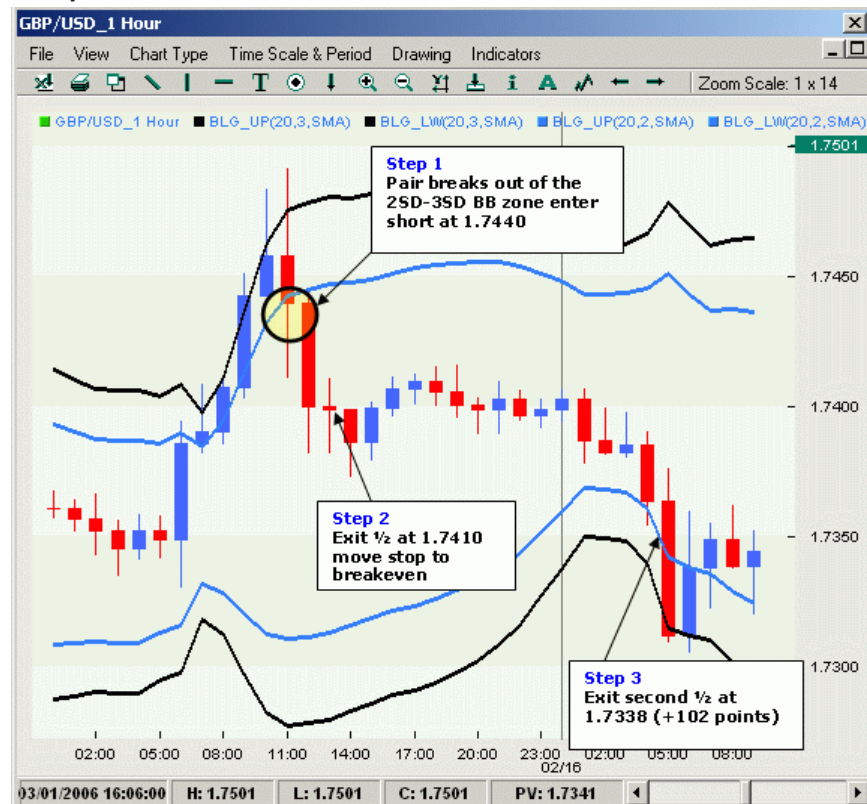 GBP/USD_1 Hour
File View Chart Type Time Scale & Period Drawing Indicators
T i A Zoom Scale: 1 x 14
GBP/USD_1 Hour BLG_UP(20,3,SMA) BLG_LW(20,3,SMA) BLG_UP(20,2,SMA) BLG_LW(20,2,SMA)
1.7501
Step 1
Pair breaks out of the
2SD-3SD BB zone enter
short at 1.7440
1.7450
1.7400
Step 2
Exit ½ at 1.7410
move stop to
breakeven
1.7350
Step 3
Exit second ½ at
1.7338 (+102 points)
1.7300
02:00 05:00 08:00 11:00 14:00 17:00 20:00 23:00 02:00 05:00 08:00
02/16
03/01/2006 16:06:00 H: 1.7501 L: 1.7501 C: 1.7501 PV: 1.7341